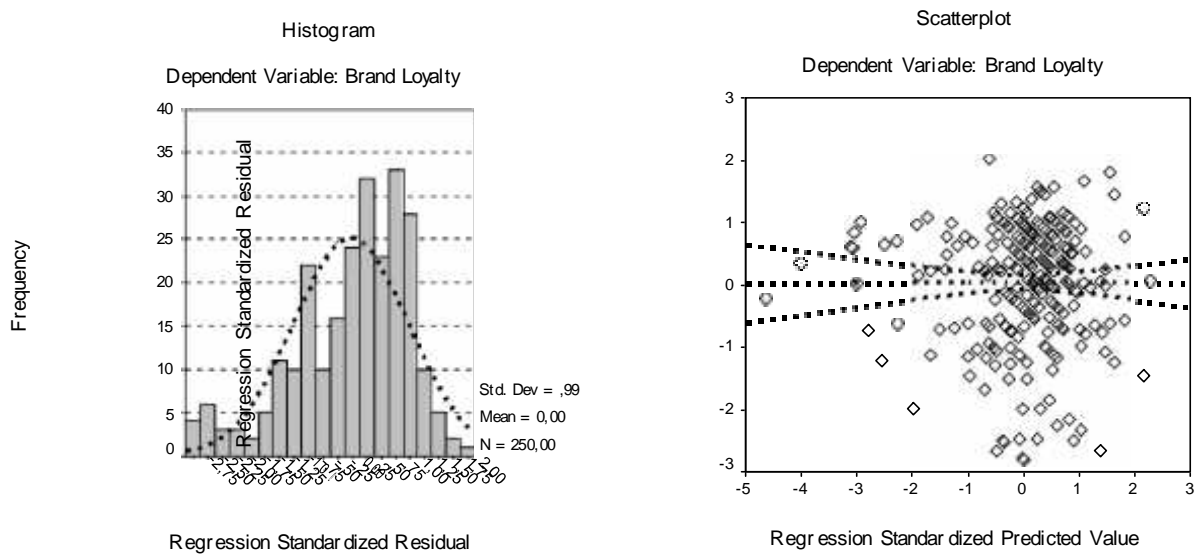 Histogram
Dependent Variable: Brand Loyalty
40
35
30
25
20
15
10
5
0
Frequency
Regression Standardized Residual
Std. Dev = ,99
Mean = 0,00
N = 250,00
Regression Standardized Residual
Scatterplot
Dependent Variable: Brand Loyalty
3
2
1
0
-1
-2
-3
-5 -4 -3 -2 -1 0 1 2 3
Regression Standardized Predicted Value